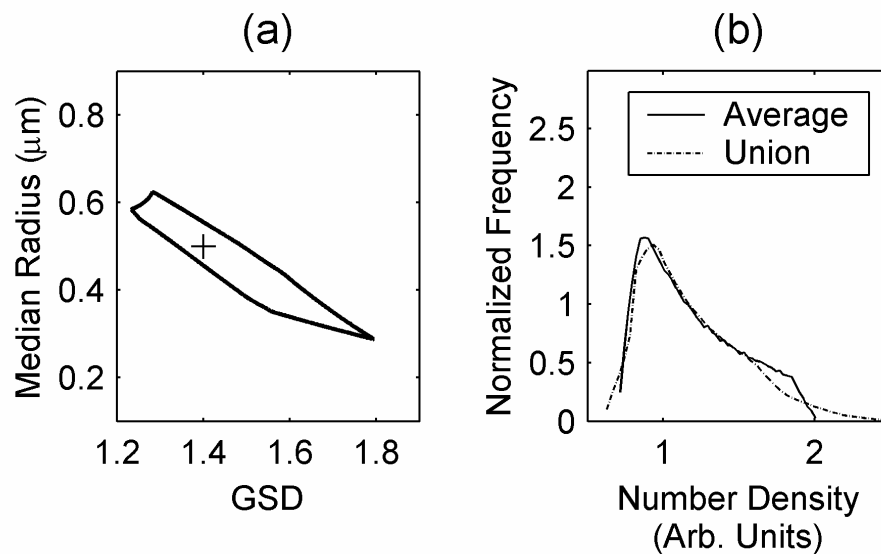 (a)
Median Radius (μm)
0.8
0.6
0.4
0.2
1.2 1.4 1.6 1.8
GSD
(b)
Normalized Frequency
2.5
2
1.5
1
0.5
0
Average
Union
1 2
Number Density
(Arb. Units)